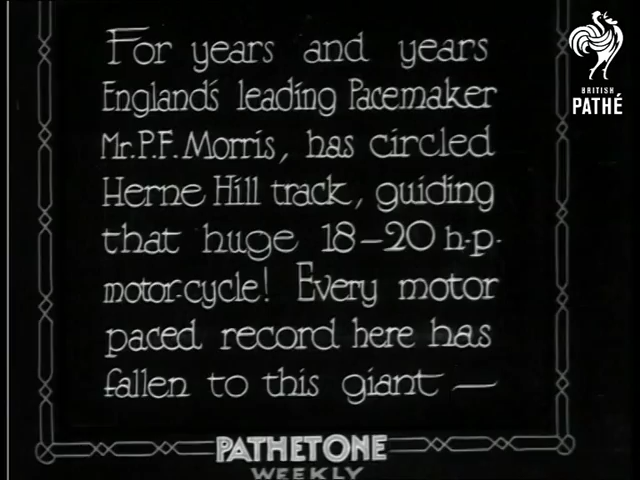 For years and years
England's leading Pacemaker
Mr. P. F. Morris, has circled
Herne Hill track, guiding
that huge 18–20 h-p-
motor-cycle! Every motor
paced record here has
fallen to this giant —
PATHETONE
WEEKLY
BRITISH
PATHÉ